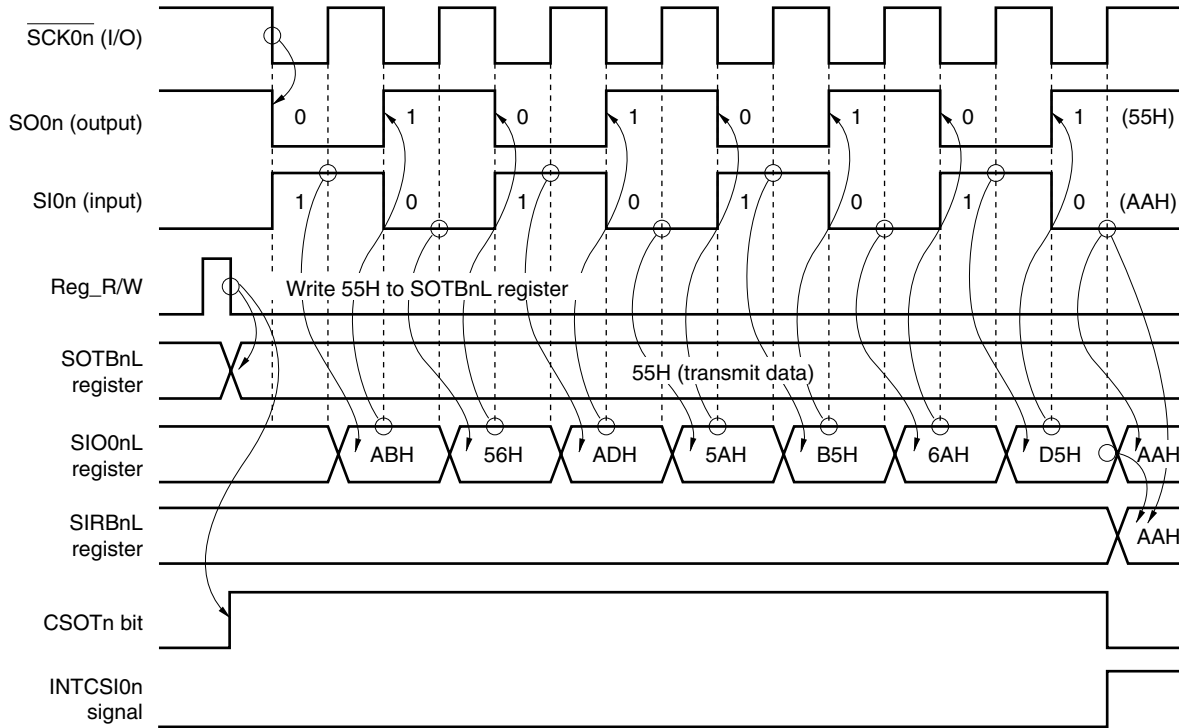 SCK0n (I/O)
SO0n (output)
0 1 0 1 0 1 0 1 (55H)
SI0n (input)
1 0 1 0 1 0 1 0 (AAH)
Reg_R/W
Write 55H to SOTBnL register
SOTBnL
register
55H (transmit data)
SIO0nL
register
ABH 56H ADH 5AH B5H 6AH D5H AAH
SIRBnL
register
AAH
CSOTn bit
INTCSI0n
signal